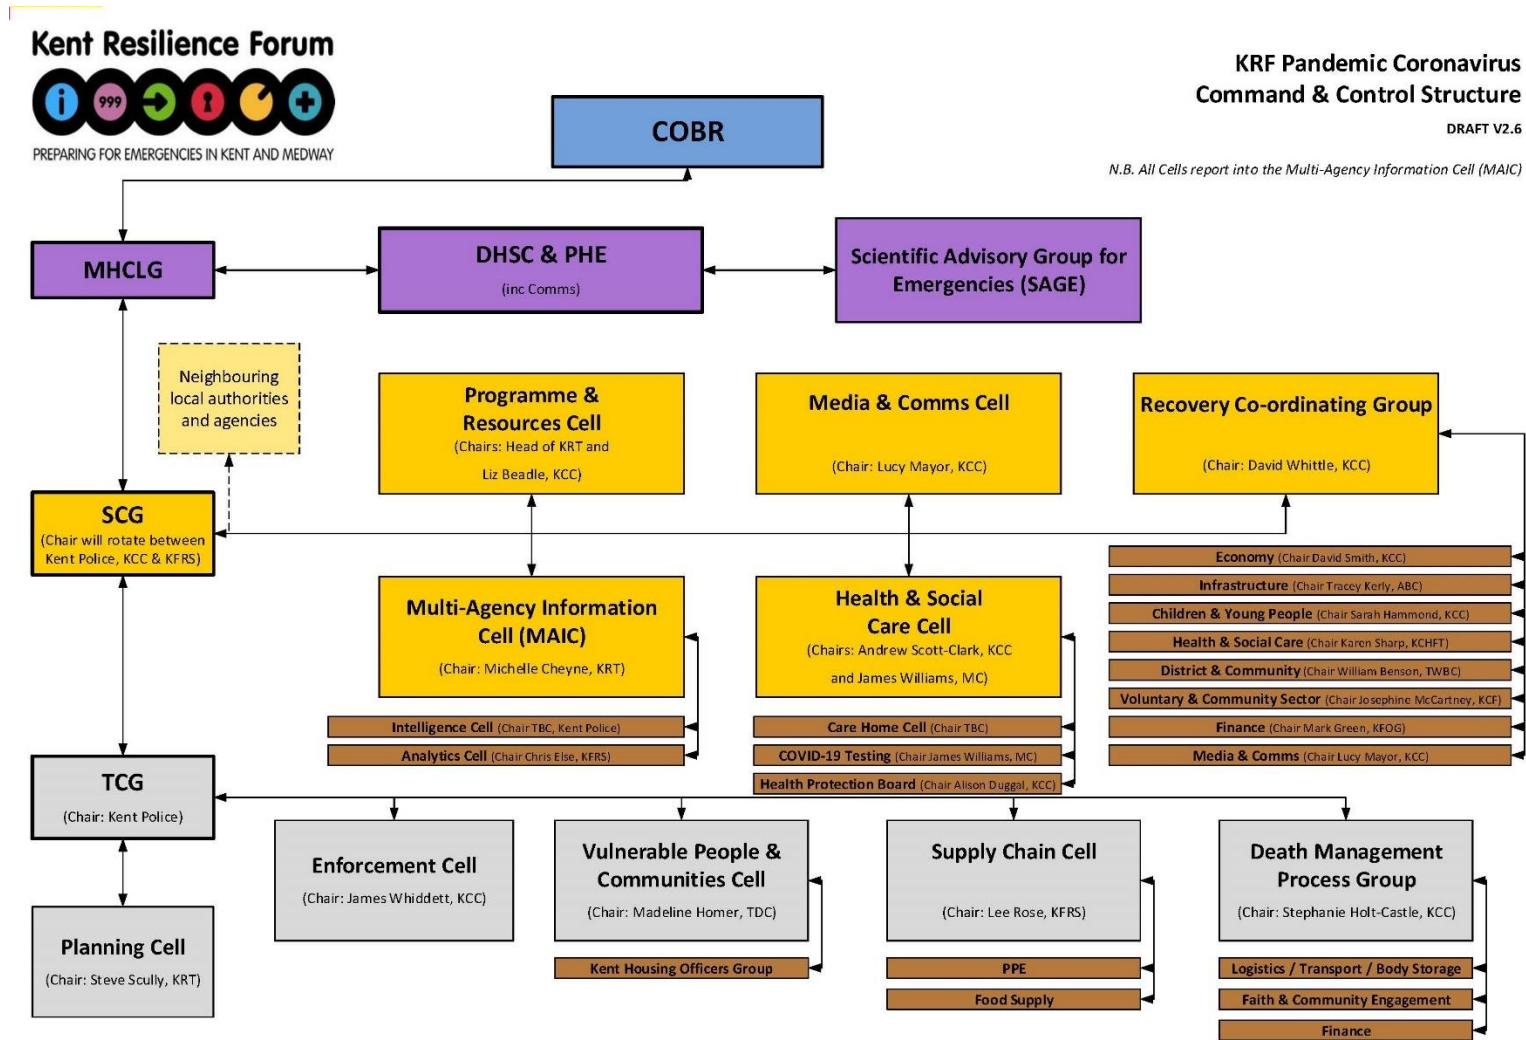 Kent Resilience Forum
999
PREPARING FOR EMERGENCIES IN KENT AND MEDWAY
KRF Pandemic Coronavirus
Command & Control Structure
DRAFT V2.6
N.B. All Cells report into the Multi-Agency Information Cell (MAIC)
COBR
MHCLG
DHSC & PHE
(inc Comms)
Scientific Advisory Group for
Emergencies (SAGE)
Neighbouring
local authorities
and agencies
Programme &
Resources Cell
(Chairs: Head of KRT and
Liz Beadle, KCC)
Media & Comms Cell
(Chair: Lucy Mayor, KCC)
Recovery Co-ordinating Group
(Chair: David Whittle, KCC)
SCG
(Chair will rotate between
Kent Police, KCC & KFRS)
Multi-Agency Information
Cell (MAIC)
(Chair: Michelle Cheyne, KRT)
Intelligence Cell (Chair TBC, Kent Police)
Analytics Cell (Chair Chris Else, KFRS)
Health & Social
Care Cell
(Chairs: Andrew Scott-Clark, KCC
and James Williams, MC)
Care Home Cell (Chair TBC)
COVID-19 Testing (Chair James Williams, MC)
Health Protection Board (Chair Alison Duggal, KCC)
Economy (Chair David Smith, KCC)
Infrastructure (Chair Tracey Kerly, ABC)
Children & Young People (Chair Sarah Hammond, KCC)
Health & Social Care (Chair Karen Sharp, KCHFT)
District & Community (Chair William Benson, TWBC)
Voluntary & Community Sector (Chair Josephine McCartney, KCF)
Finance (Chair Mark Green, KFOG)
Media & Comms (Chair Lucy Mayor, KCC)
TCG
(Chair: Kent Police)
Enforcement Cell
(Chair: James Whiddett, KCC)
Vulnerable People &
Communities Cell
(Chair: Madeline Homer, TDC)
Kent Housing Officers Group
Supply Chain Cell
(Chair: Lee Rose, KFRS)
PPE
Food Supply
Death Management
Process Group
(Chair: Stephanie Holt-Castle, KCC)
Logistics / Transport / Body Storage
Faith & Community Engagement
Finance
Planning Cell
(Chair: Steve Scully, KRT)